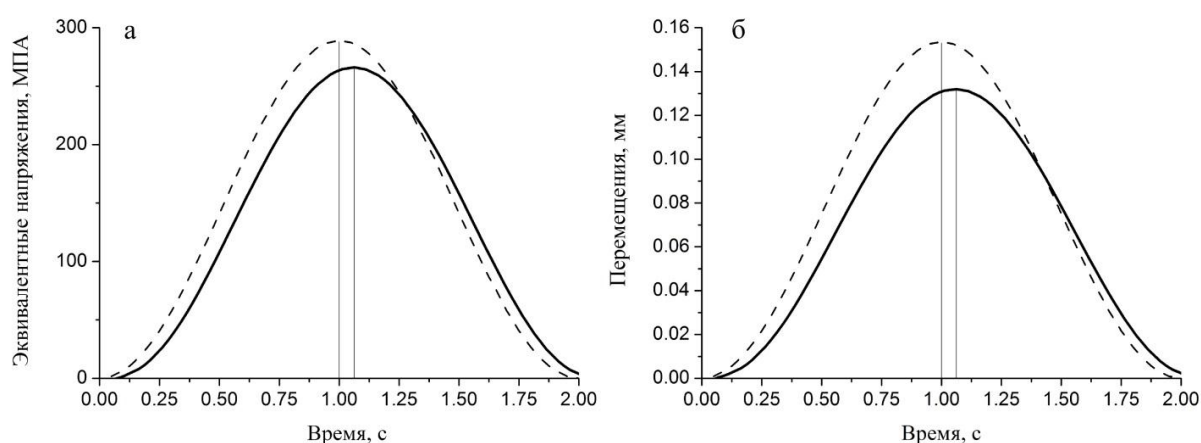 а
Эквивалентные напряжения, МПА
300
200
100
0
0.00 0.25 0.50 0.75 1.00 1.25 1.50 1.75 2.00
Время, с
б
Перемещения, мм
0.16
0.14
0.12
0.10
0.08
0.06
0.04
0.02
0.00
0.00 0.25 0.50 0.75 1.00 1.25 1.50 1.75 2.00
Время, с